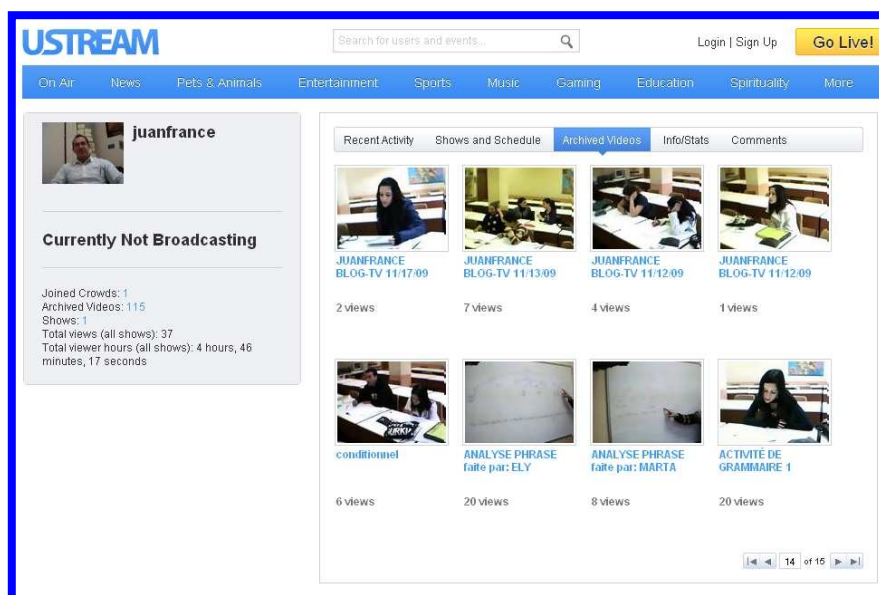 USTREAM
Search for users and events...
Login | Sign Up
Go Live!
On Air News Pets & Animals Entertainment Sports Music Gaming Education Spirituality More
juanfrance
Currently Not Broadcasting
Joined Crowds: 1
Archived Videos: 115
Shows: 1
Total views (all shows): 37
Total viewer hours (all shows): 4 hours, 46
minutes, 17 seconds
Recent Activity Shows and Schedule Archived Videos Info/Stats Comments
JUANFRANCE
BLOG-TV 11/17/09
2 views
JUANFRANCE
BLOG-TV 11/13/09
7 views
JUANFRANCE
BLOG-TV 11/12/09
4 views
JUANFRANCE
BLOG-TV 11/12/09
1 views
conditionnel
6 views
ANALYSE PHRASE
faite par: ELY
20 views
ANALYSE PHRASE
faite par: MARTA
8 views
ACTIVITÉ DE
GRAMMAIRE 1
20 views
14 of 15